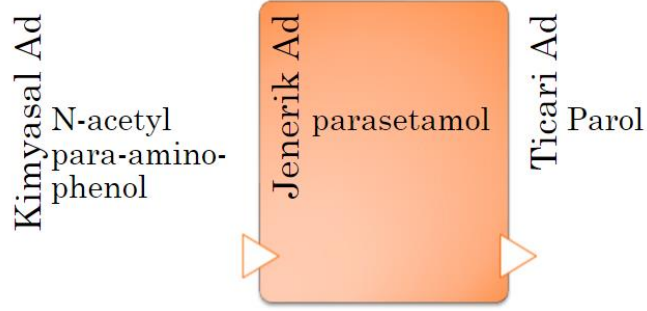 Kimyasal Ad
N-acetyl
para-amino-
phenol
Jenerik Ad
parasetamol
Ticari Ad
Parol